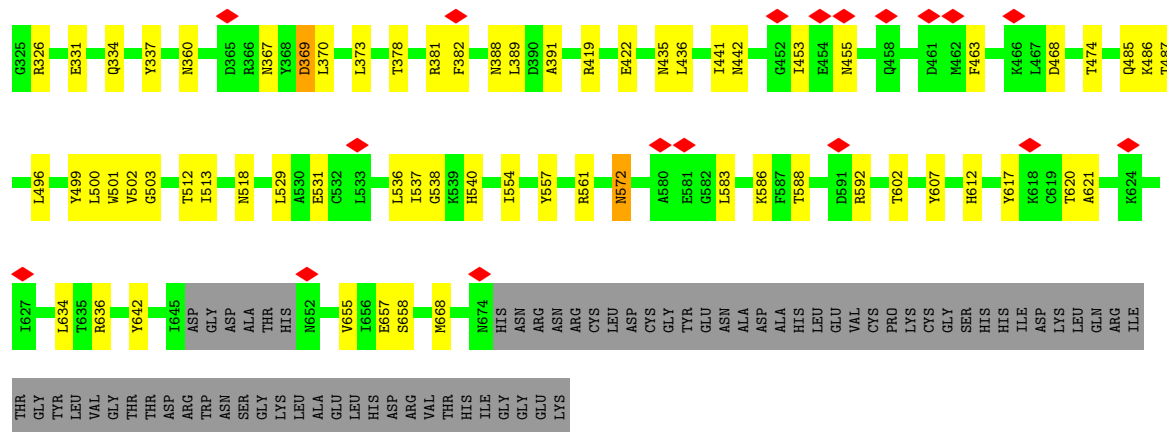 G325 R326 E331 Q334 Y337 N360 D365 R366 N367 Y368 D369 L370 L373 T378 R381 F382 N388 L389 D390 A391 R419 E422 N435 L436 I441 N442 G452 I453 E454 N455 Q458 D461 M462 F463 K466 L467 D468 T474 Q485 K486 T487
L496 Y499 L500 W501 V502 G503 T512 I513 N518 L529 A530 E531 C532 L533 L536 I537 G538 K539 H540 I554 Y557 R561 N572 A580 E581 G582 L583 K586 F587 T588 D591 R592 T602 Y607 H612 Y617 K618 C619 T620 A621 K624
I627 L634 T635 R636 Y642 I645 ASP GLY ASP ALA THR HIS N652 V655 I656 E657 S658 M668 N674 HIS ASN ARG ASN ARG CYS LEU ASP CYS GLY TYR GLU ASN ALA ASP ALA HIS LEU GLU VAL CYS PRO LYS CYS GLY SER HIS HIS ILE ASP LYS LEU GLN ARG ILE
THR GLY TYR LEU VAL GLY THR THR ASP ARG TRP ASN SER GLY LYS LEU ALA GLU LEU HIS ASP ARG VAL THR HIS ILE GLY GLY GLU LYS